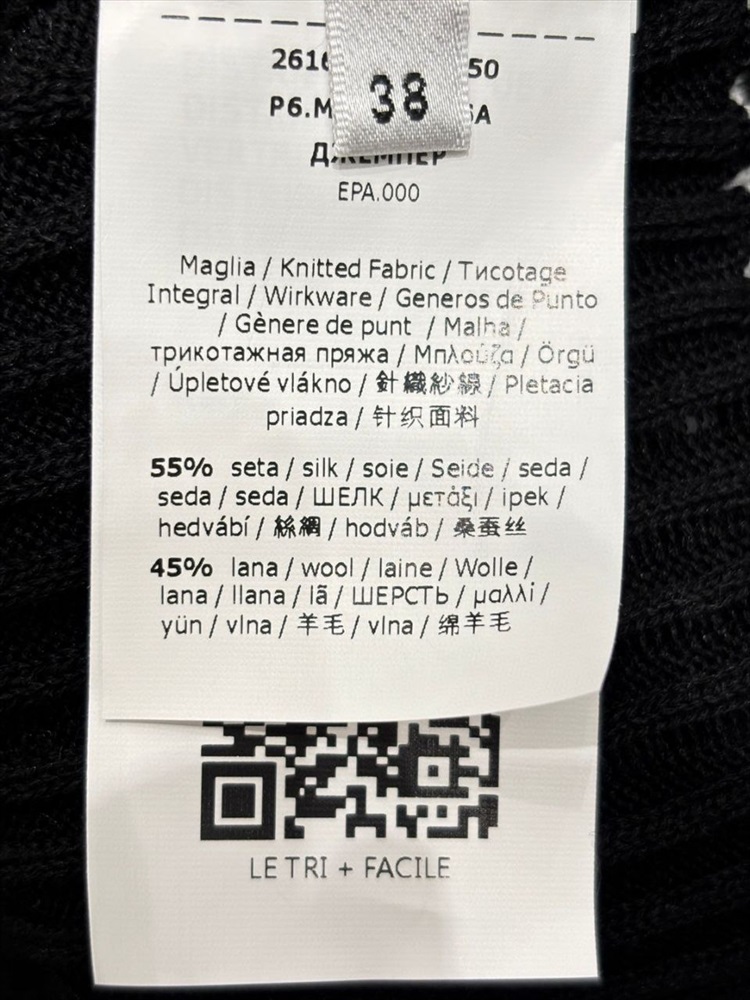 38
EPA.000
Maglia / Knitted Fabric / Тиcotage
Integral / Wirkware / Generos de Punto
/ Gènere de punt / Malha /
трикотажная пряжа / Μπλούζα / Örgü
/ Úpletové vlákno / 針織紗線 / Pletacia
priadza / 针织面料
55% seta / silk / soie / Seide / seda /
seda / seda / ШЕЛК / μετάξι / ipek /
hedvábí / 絲綢 / hodváb / 桑蚕丝
45% lana / wool / laine / Wolle /
lana / llana / lã / ШЕРСТЬ / μαλλί /
yün / vlna / 羊毛 / vlna / 绵羊毛
LE TRI + FACILE